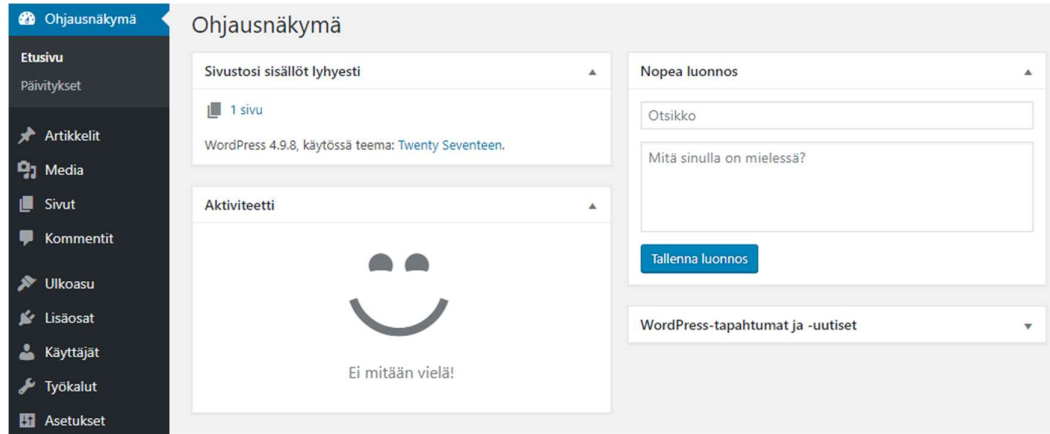 Ohjausnäkymä
Etusivu
Päivitykset
Artikkelit
Media
Sivut
Kommentit
Ulkoasu
Lisäosat
Käyttäjät
Työkalut
Asetukset
Ohjausnäkymä
Sivustosi sisällöt lyhyesti
1 sivu
WordPress 4.9.8, käytössä teema: Twenty Seventeen.
Aktiviteetti
Ei mitään vielä!
Nopea luonnos
Otsikko
Mitä sinulla on mielessä?
Tallenna luonnos
WordPress-tapahtumat ja -uutiset